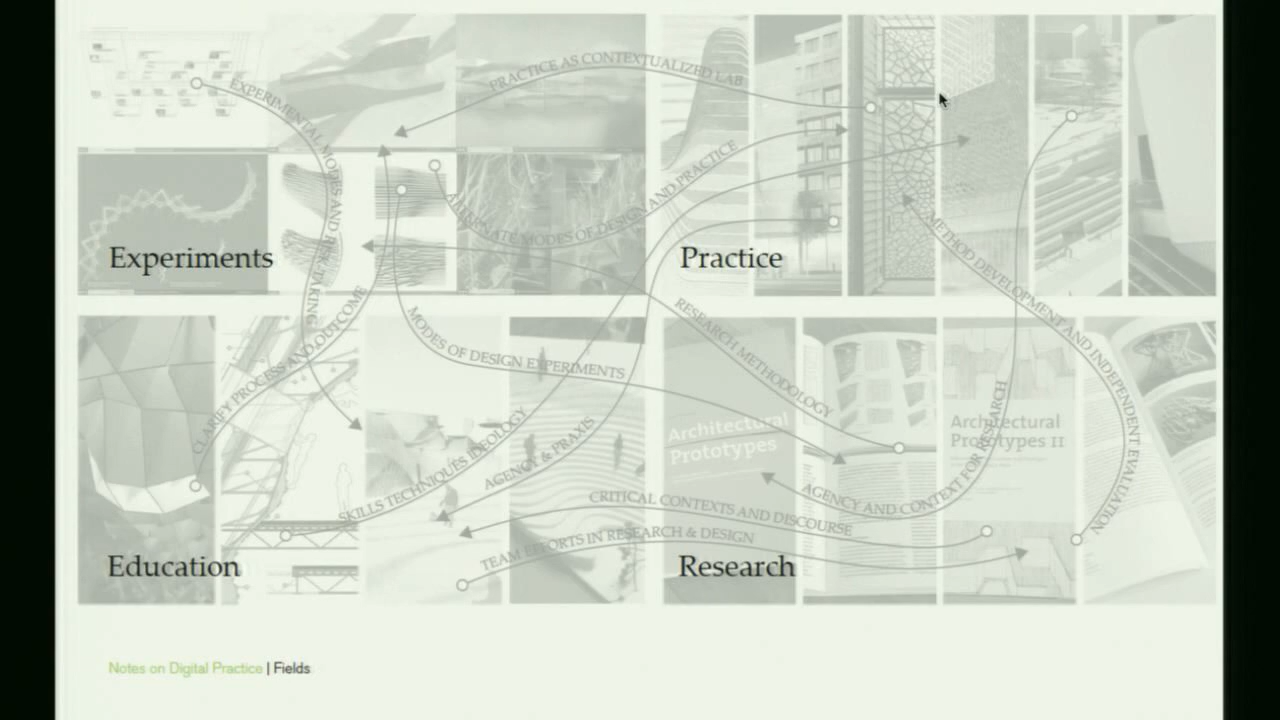 PRACTICE AS CONTEXTUALIZED LAB
EXPERIMENTAL MODES AND RISK TAKING
ALTERNATE MODES OF DESIGN AND PRACTICE
Experiments
Practice
METHOD DEVELOPMENT AND INDEPENDENT EVALUATION
CLARIFY PROCESS AND OUTCOME
MODES OF DESIGN EXPERIMENTS
RESEARCH METHODOLOGY
SKILLS TECHNIQUES IDEOLOGY
AGENCY & PRAXIS
Architectural
Prototypes
Architectural
Prototypes II
AGENCY AND CONTEXT FOR RESEARCH
CRITICAL CONTEXTS AND DISCOURSE
TEAM EFFORTS IN RESEARCH & DESIGN
Education
Research
Notes on Digital Practice | Fields